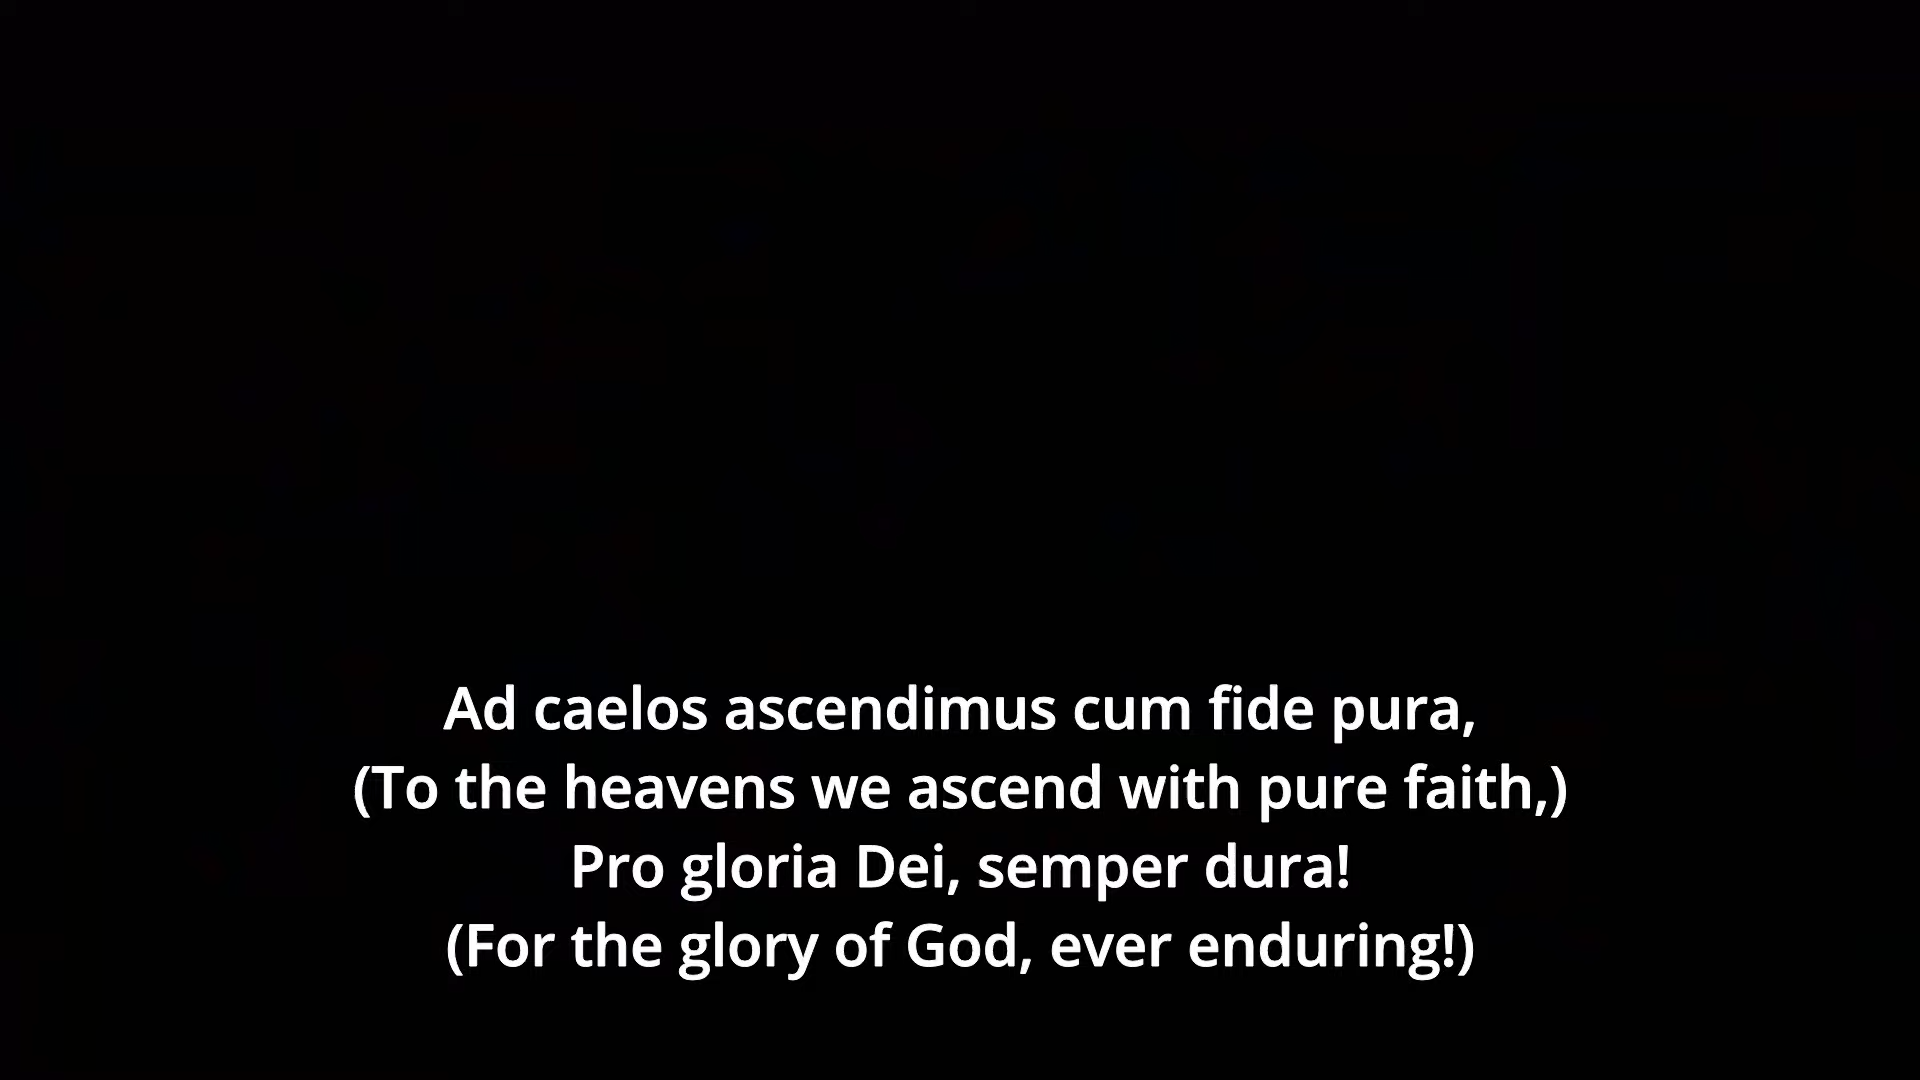 Ad caelos ascendimus cum fide pura,
(To the heavens we ascend with pure faith,)
Pro gloria Dei, semper dura!
(For the glory of God, ever enduring!)